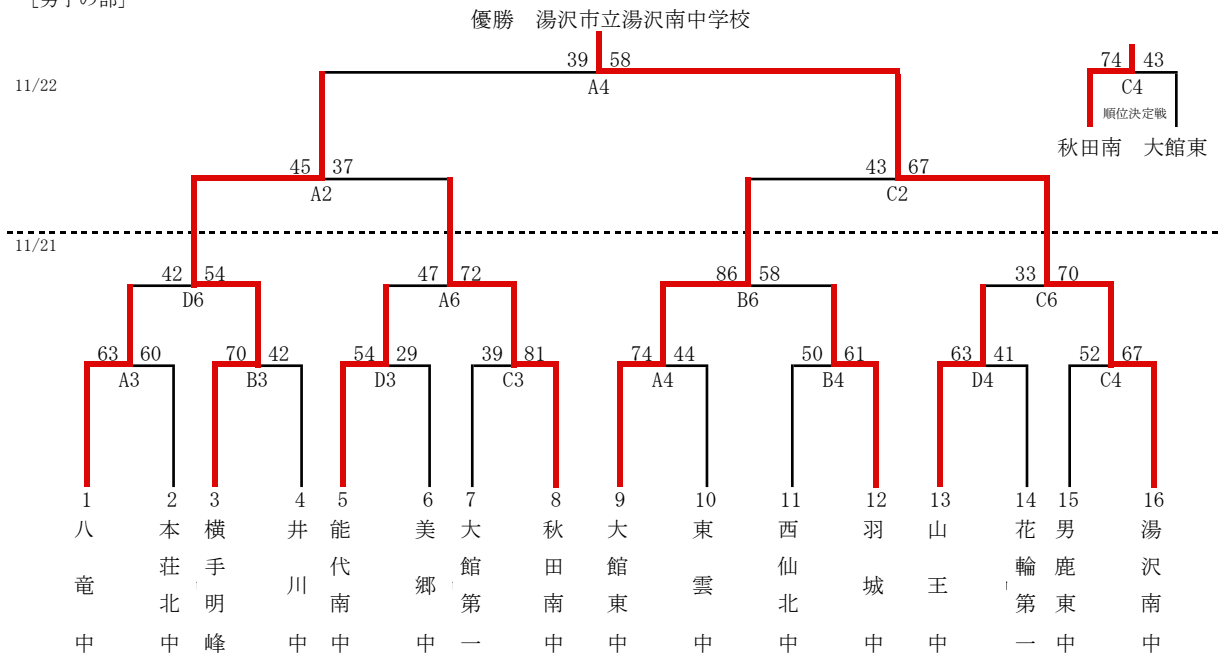 ［男子の部］
優勝　湯沢市立湯沢南中学校
39 58
A4
11/22
74 43
C4
順位決定戦
秋田南　大館東
45 37
A2
43 67
C2
11/21
42 54
D6
47 72
A6
86 58
B6
33 70
C6
63 60
A3
70 42
B3
54 29
D3
39 81
C3
74 44
A4
50 61
B4
63 41
D4
52 67
C4
1 2 3 4 5 6 7 8 9 10 11 12 13 14 15 16
八竜中
本荘北中
横手明峰
井川中
能代南中
美郷中
大館第一
秋田南中
大館東中
東雲中
西仙北中
羽城中
山王中
花輪第一
男鹿東中
湯沢南中